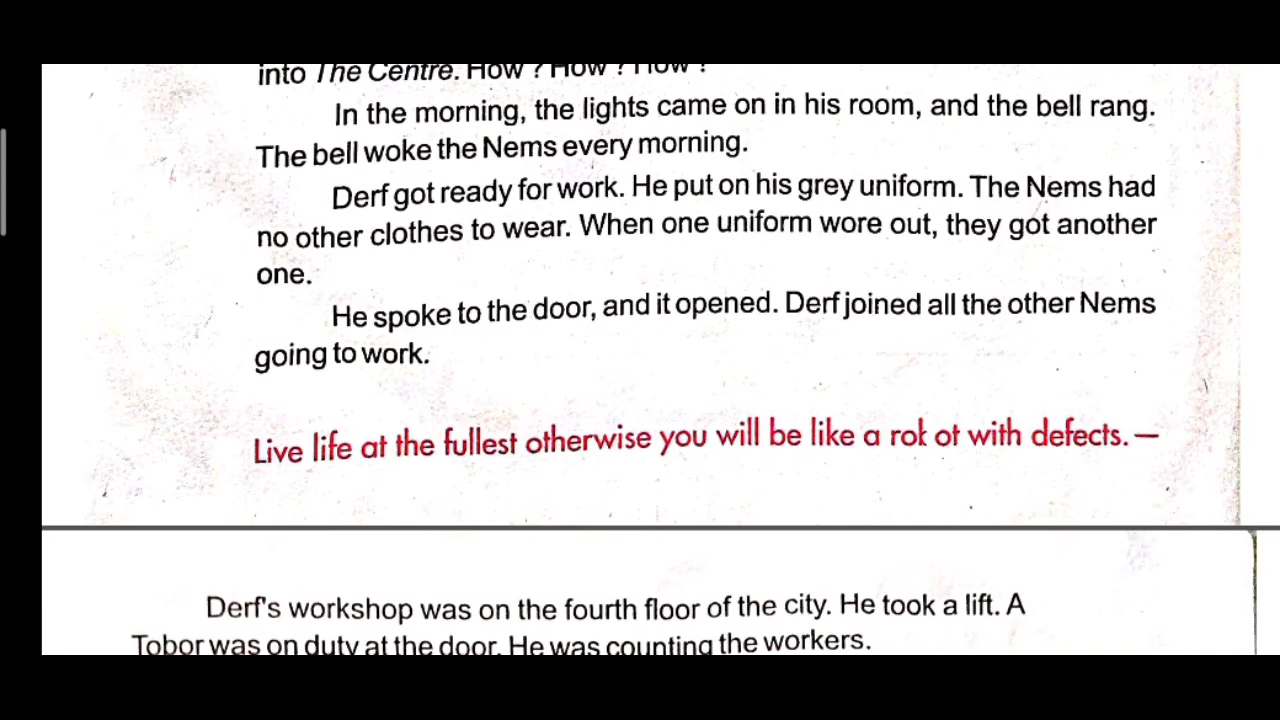 into The Centre. How ? How ? How ?
In the morning, the lights came on in his room, and the bell rang.
The bell woke the Nems every morning.
Derf got ready for work. He put on his grey uniform. The Nems had
no other clothes to wear. When one uniform wore out, they got another
one.
He spoke to the door, and it opened. Derf joined all the other Nems
going to work.
Live life at the fullest otherwise you will be like a rok ot with defects. —
Derf's workshop was on the fourth floor of the city. He took a lift. A
Tobor was on duty at the door. He was counting the workers.